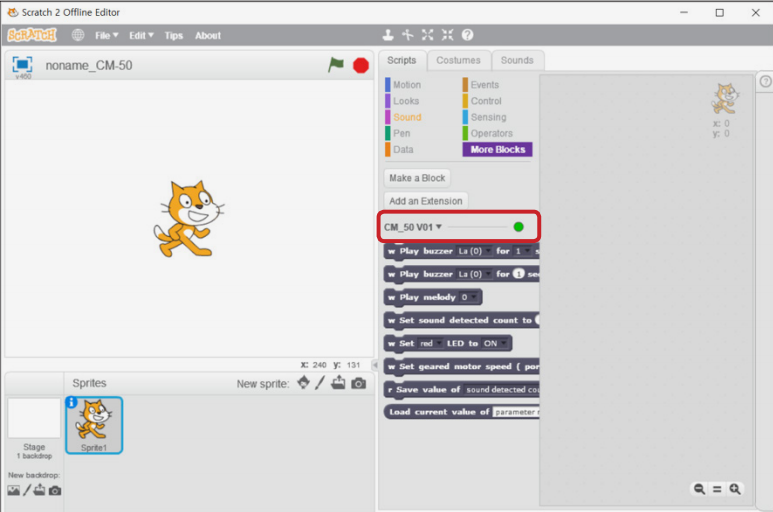 Scratch 2 Offline Editor
SCRATCH File Edit Tips About
x460 noname_CM-50
Scripts Costumes Sounds
Motion Events
Looks Control
Sound Sensing
Pen Operators
Data More Blocks
Make a Block
Add an Extension
CM_50 V01
w Play buzzer La (0) for 1 s
w Play buzzer La (0) for 1 sec
w Play melody 0
w Set sound detected count to
w Set red LED to ON
w Set geared motor speed ( por
r Save value of sound detected cou
Load current value of parameter
x: 0
y: 0
x: 240 y: 131
Sprites New sprite:
Stage
1 backdrop
New backdrop:
Sprite1